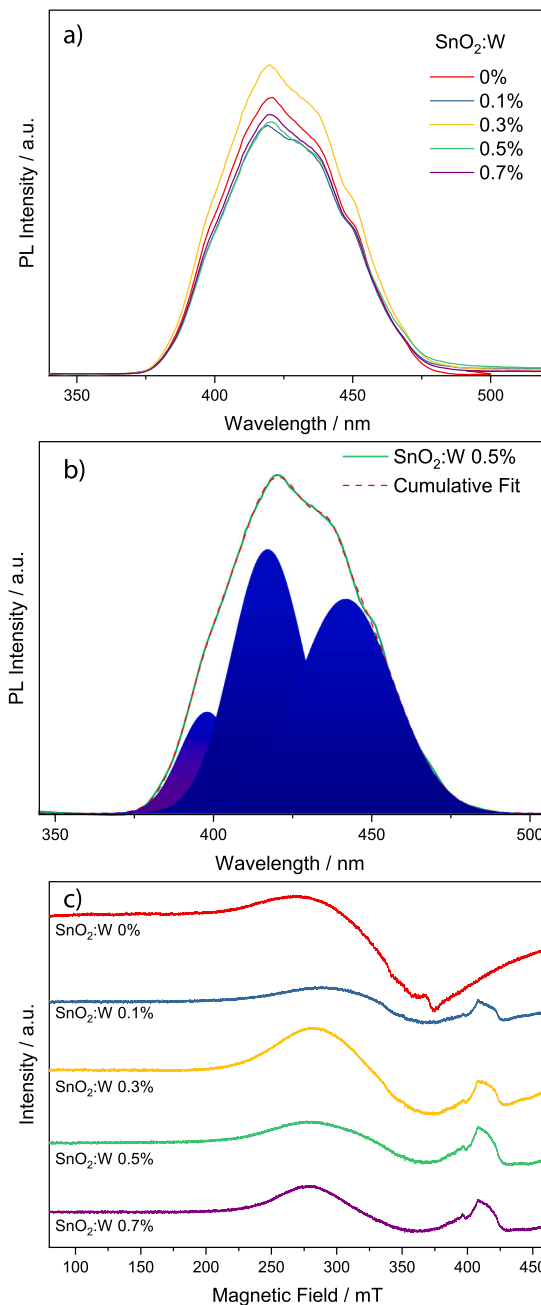 a)
SnO₂:W
0%
0.1%
0.3%
0.5%
0.7%
PL Intensity / a.u.
350 400 450 500
Wavelength / nm
b)
SnO₂:W 0.5%
Cumulative Fit
PL Intensity / a.u.
350 400 450 500
Wavelength / nm
c)
SnO₂:W 0%
SnO₂:W 0.1%
SnO₂:W 0.3%
SnO₂:W 0.5%
SnO₂:W 0.7%
Intensity / a.u.
100 150 200 250 300 350 400 450
Magnetic Field / mT